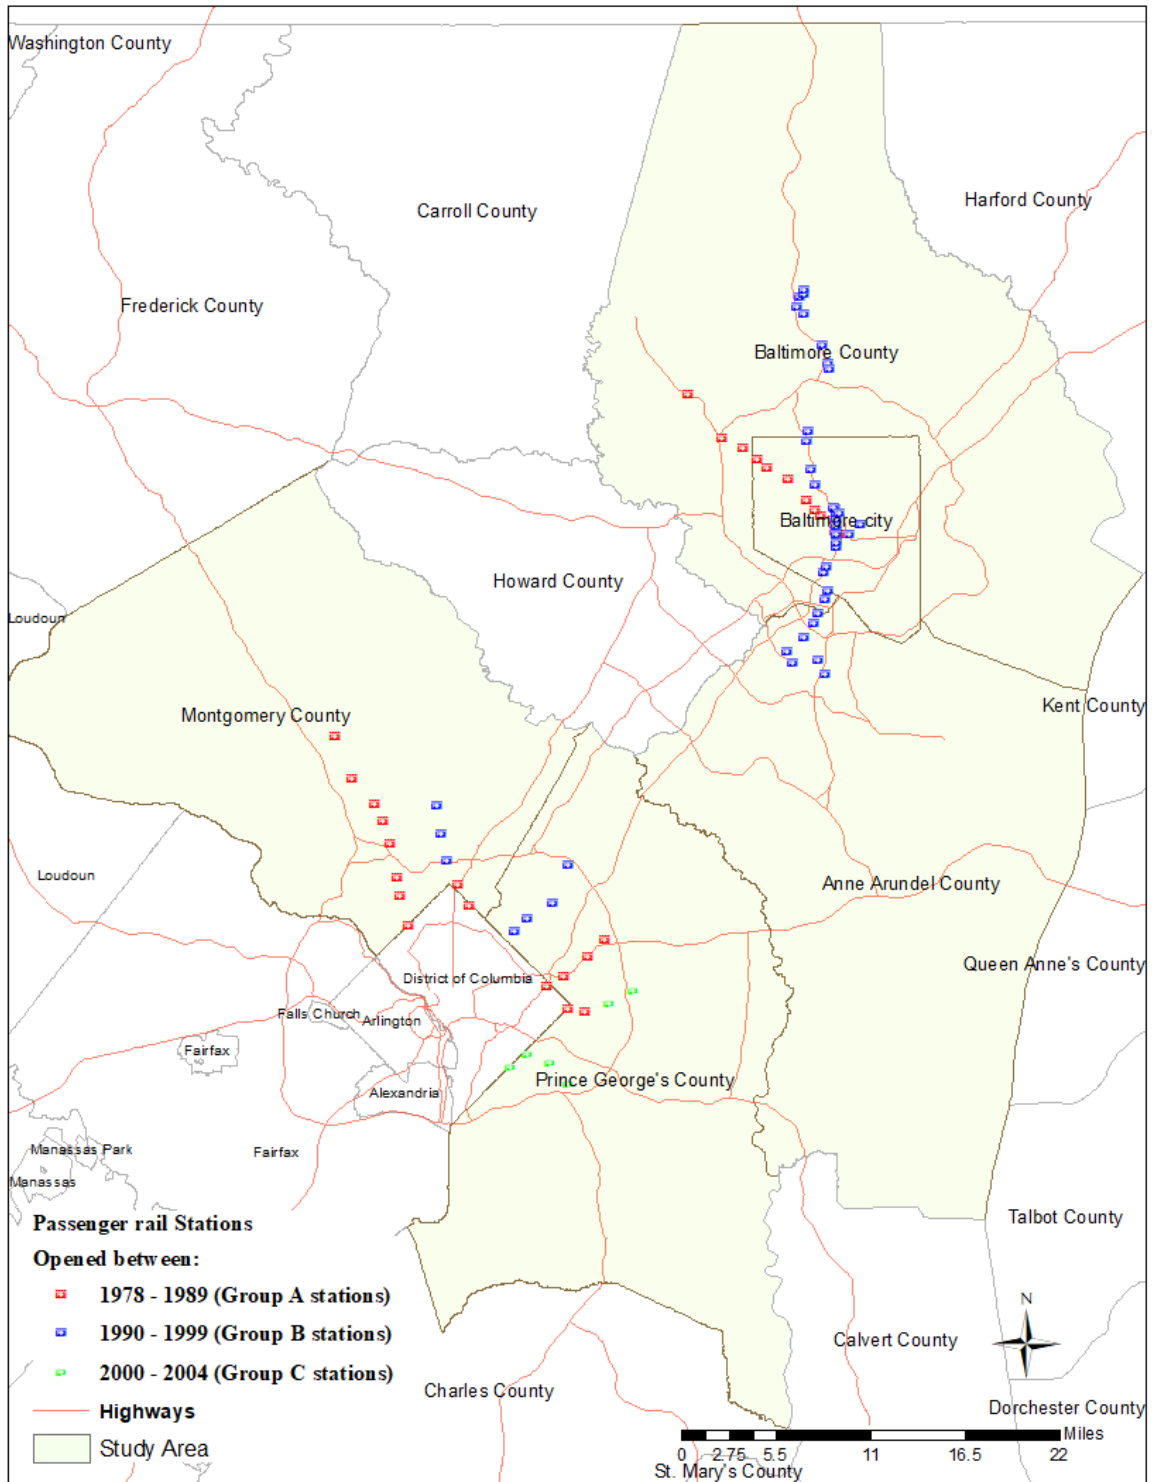 Washington County
Harford County
Carroll County
Frederick County
Baltimore County
Baltimore city
Howard County
Loudoun
Kent County
Montgomery County
Loudoun
Anne Arundel County
Queen Anne's County
District of Columbia
Falls Church
Arlington
Fairfax
Prince George's County
Alexandria
Manassas Park
Fairfax
Manassas
Talbot County
Passenger rail Stations
Opened between:
1978 - 1989 (Group A stations)
1990 - 1999 (Group B stations)
2000 - 2004 (Group C stations)
Highways
Study Area
N
Calvert County
Charles County
Dorchester County
Miles
0 2.75 5.5 11 16.5 22
St. Mary's County